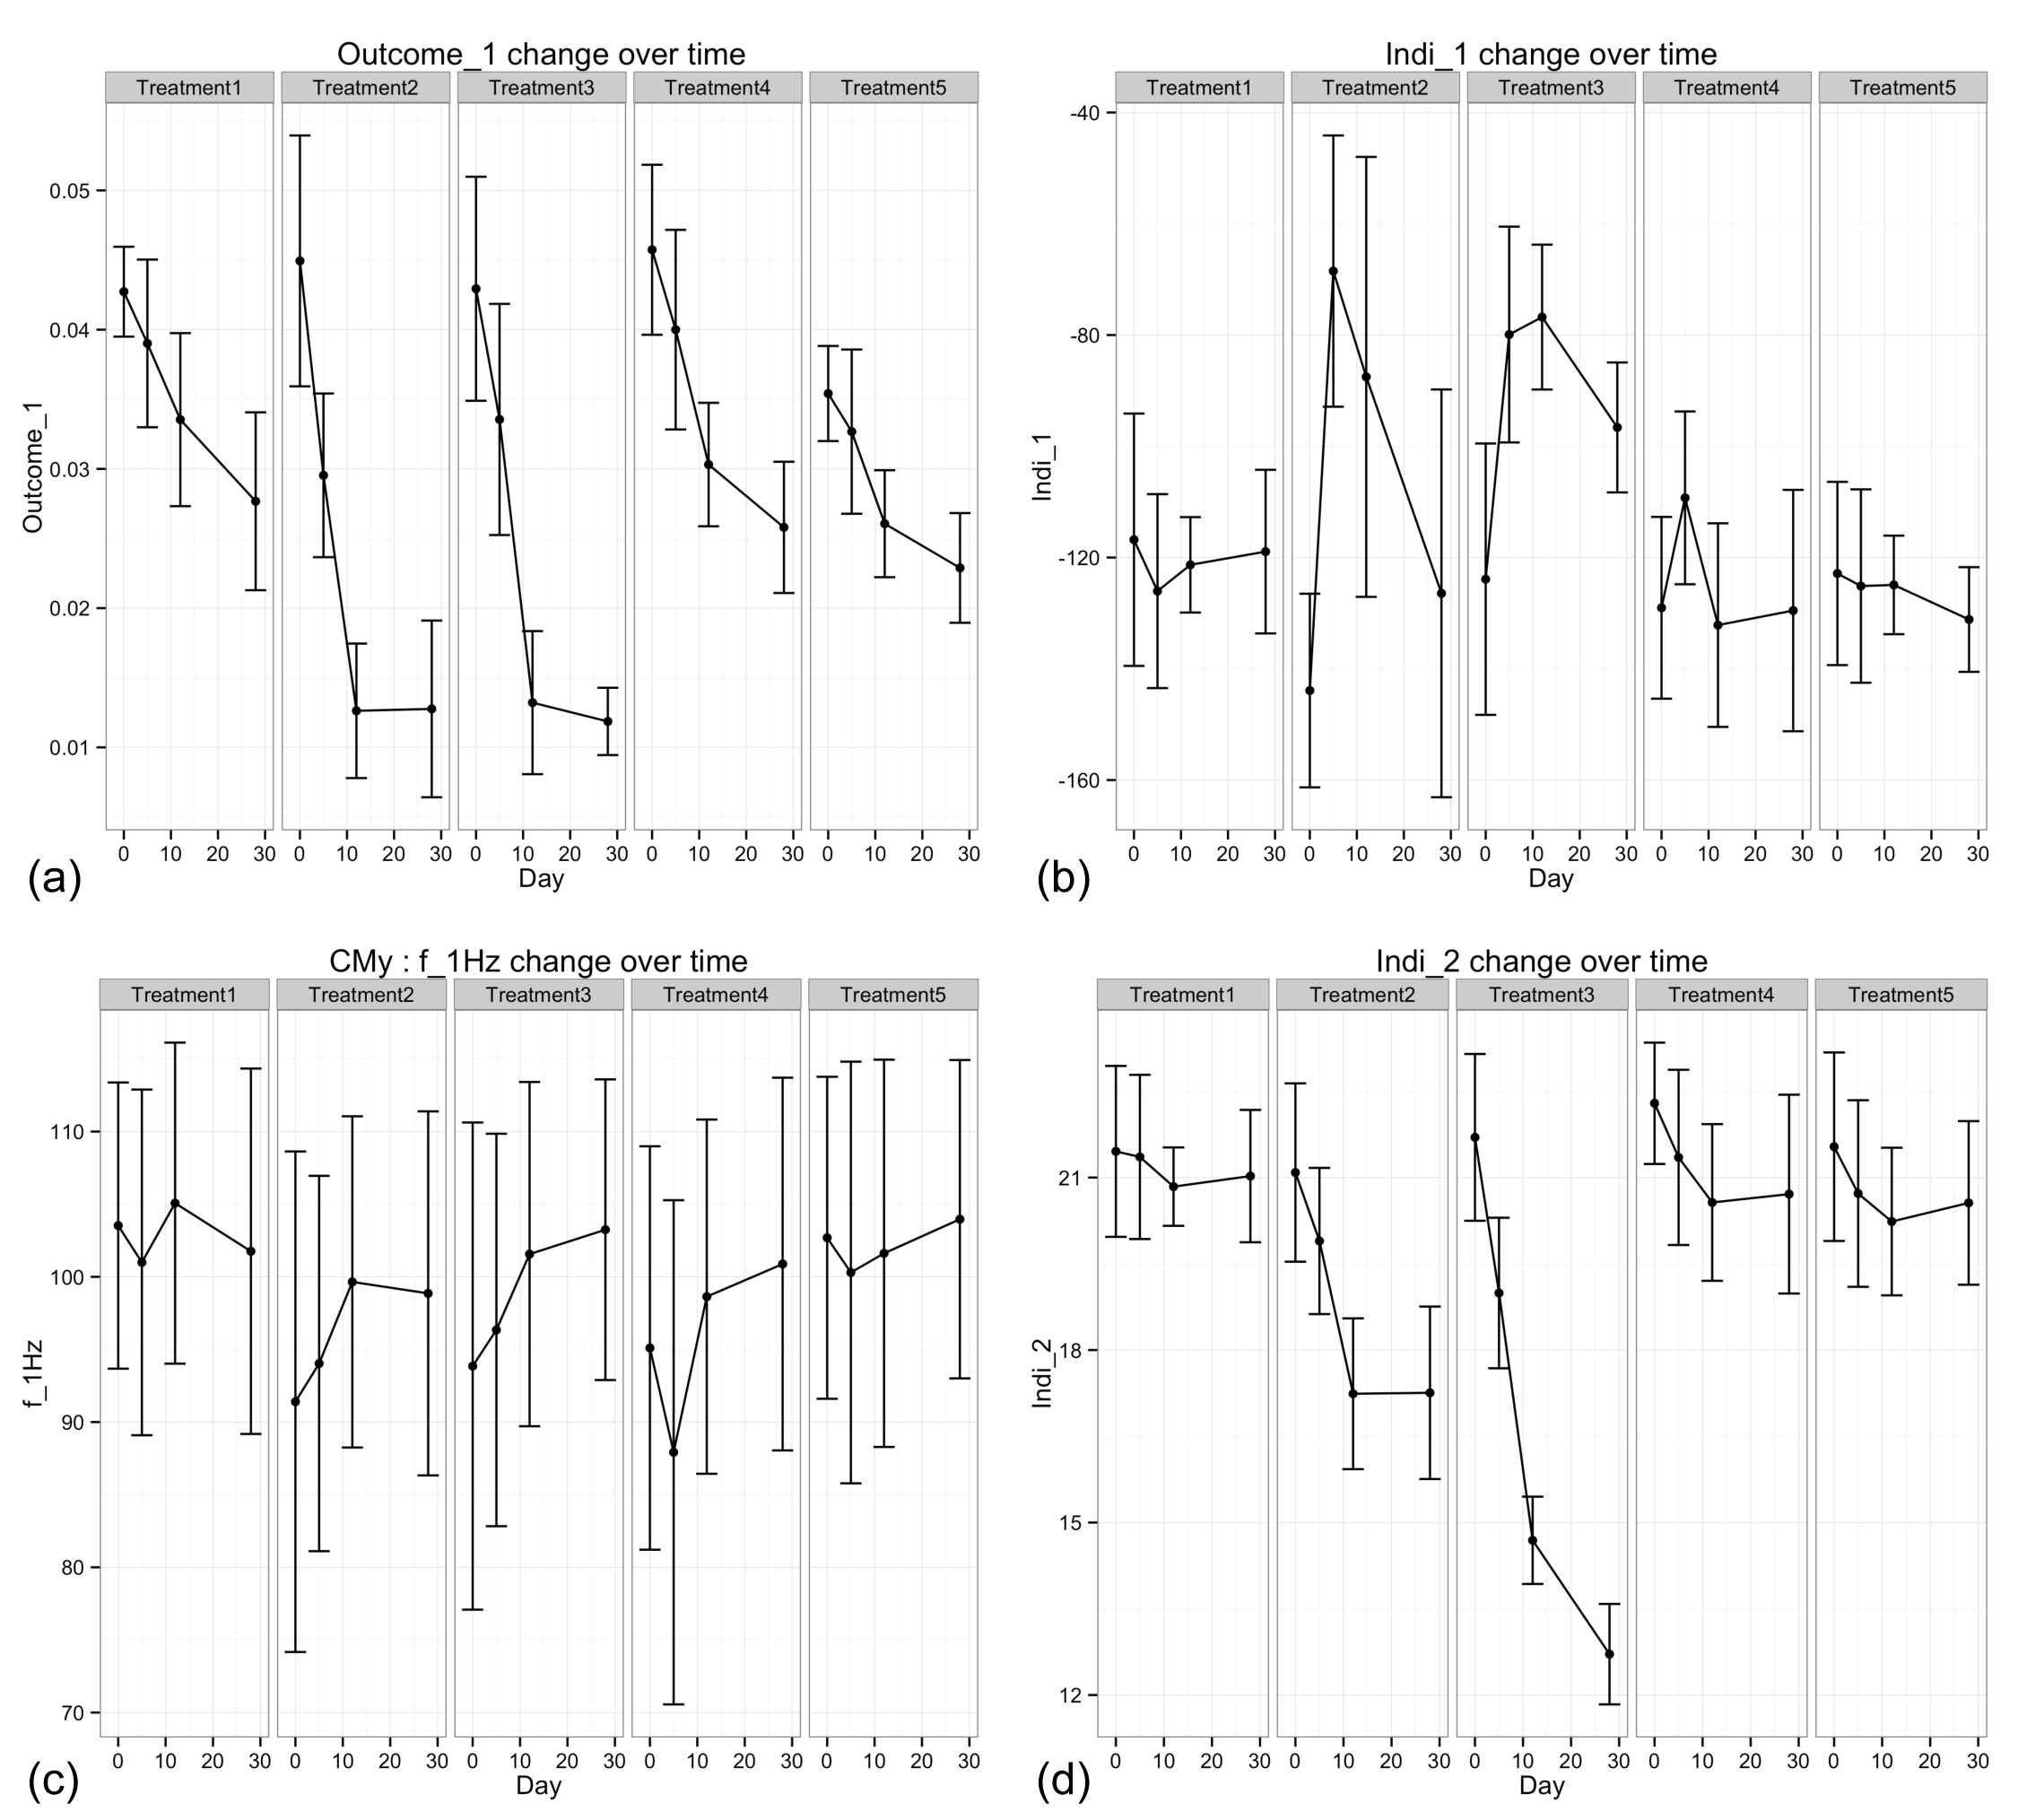 Outcome_1 change over time
Treatment1 Treatment2 Treatment3 Treatment4 Treatment5
Outcome_1
0.05
0.04
0.03
0.02
0.01
0 10 20 30 0 10 20 30 0 10 20 30 0 10 20 30 0 10 20 30
Day
(a)
Indi_1 change over time
Treatment1 Treatment2 Treatment3 Treatment4 Treatment5
Indi_1
-40
-80
-120
-160
0 10 20 30 0 10 20 30 0 10 20 30 0 10 20 30 0 10 20 30
Day
(b)
CMy : f_1Hz change over time
Treatment1 Treatment2 Treatment3 Treatment4 Treatment5
f_1Hz
110
100
90
80
70
0 10 20 30 0 10 20 30 0 10 20 30 0 10 20 30 0 10 20 30
Day
(c)
Indi_2 change over time
Treatment1 Treatment2 Treatment3 Treatment4 Treatment5
Indi_2
21
18
15
12
0 10 20 30 0 10 20 30 0 10 20 30 0 10 20 30 0 10 20 30
Day
(d)